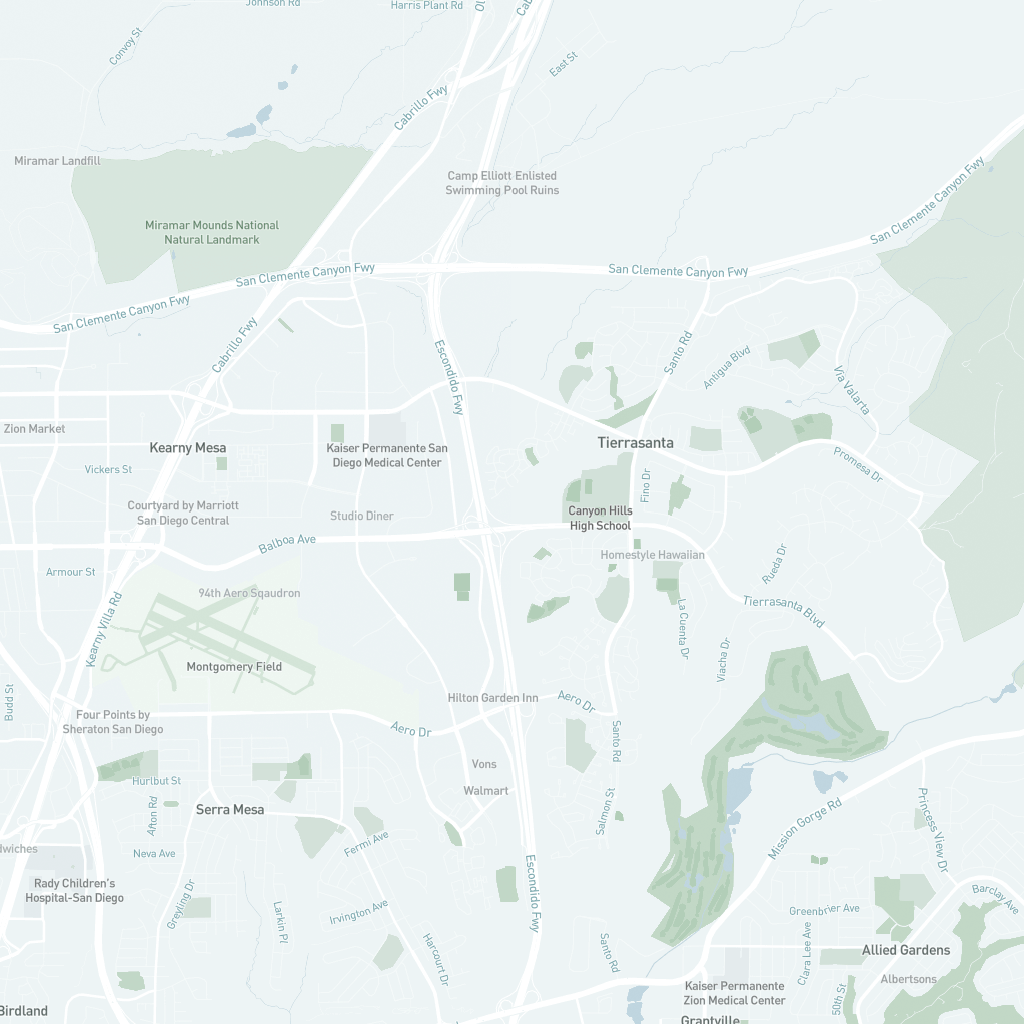 Johnson Rd
Harris Plant Rd
Convoy St
East St
Cabrillo Fwy
Miramar Landfill
Camp Elliott Enlisted
Swimming Pool Ruins
San Clemente Canyon Fwy
Miramar Mounds National
Natural Landmark
San Clemente Canyon Fwy
San Clemente Canyon Fwy
San Clemente Canyon Fwy
Cabrillo Fwy
Escondido Fwy
Santo Rd
Antigua Blvd
Via Valarta
Zion Market
Kearny Mesa
Kaiser Permanente San
Diego Medical Center
Tierrasanta
Vickers St
Promesa Dr
Fino Dr
Courtyard by Marriott
San Diego Central
Studio Diner
Canyon Hills
High School
Balboa Ave
Homestyle Hawaiian
Armour St
Rueda Dr
94th Aero Sqaudron
Kearny Villa Rd
La Cuenta Dr
Tierrasanta Blvd
Viacha Dr
Montgomery Field
Budd St
Hilton Garden Inn
Aero Dr
Four Points by
Sheraton San Diego
Aero Dr
Santo Rd
Vons
Hurlbut St
Walmart
Afton Rd
Serra Mesa
Salmon St
Mission Gorge Rd
Princess View Dr
Fermi Ave
Neva Ave
dwiches
Rady Children's
Hospital-San Diego
Escondido Fwy
Greyling Dr
Larkin Pl
Irvington Ave
Barclay Ave
Greenbrier Ave
Harcourt Dr
Santo Rd
Clara Lee Ave
Allied Gardens
Albertsons
50th St
Kaiser Permanente
Zion Medical Center
Birdland
Grantville